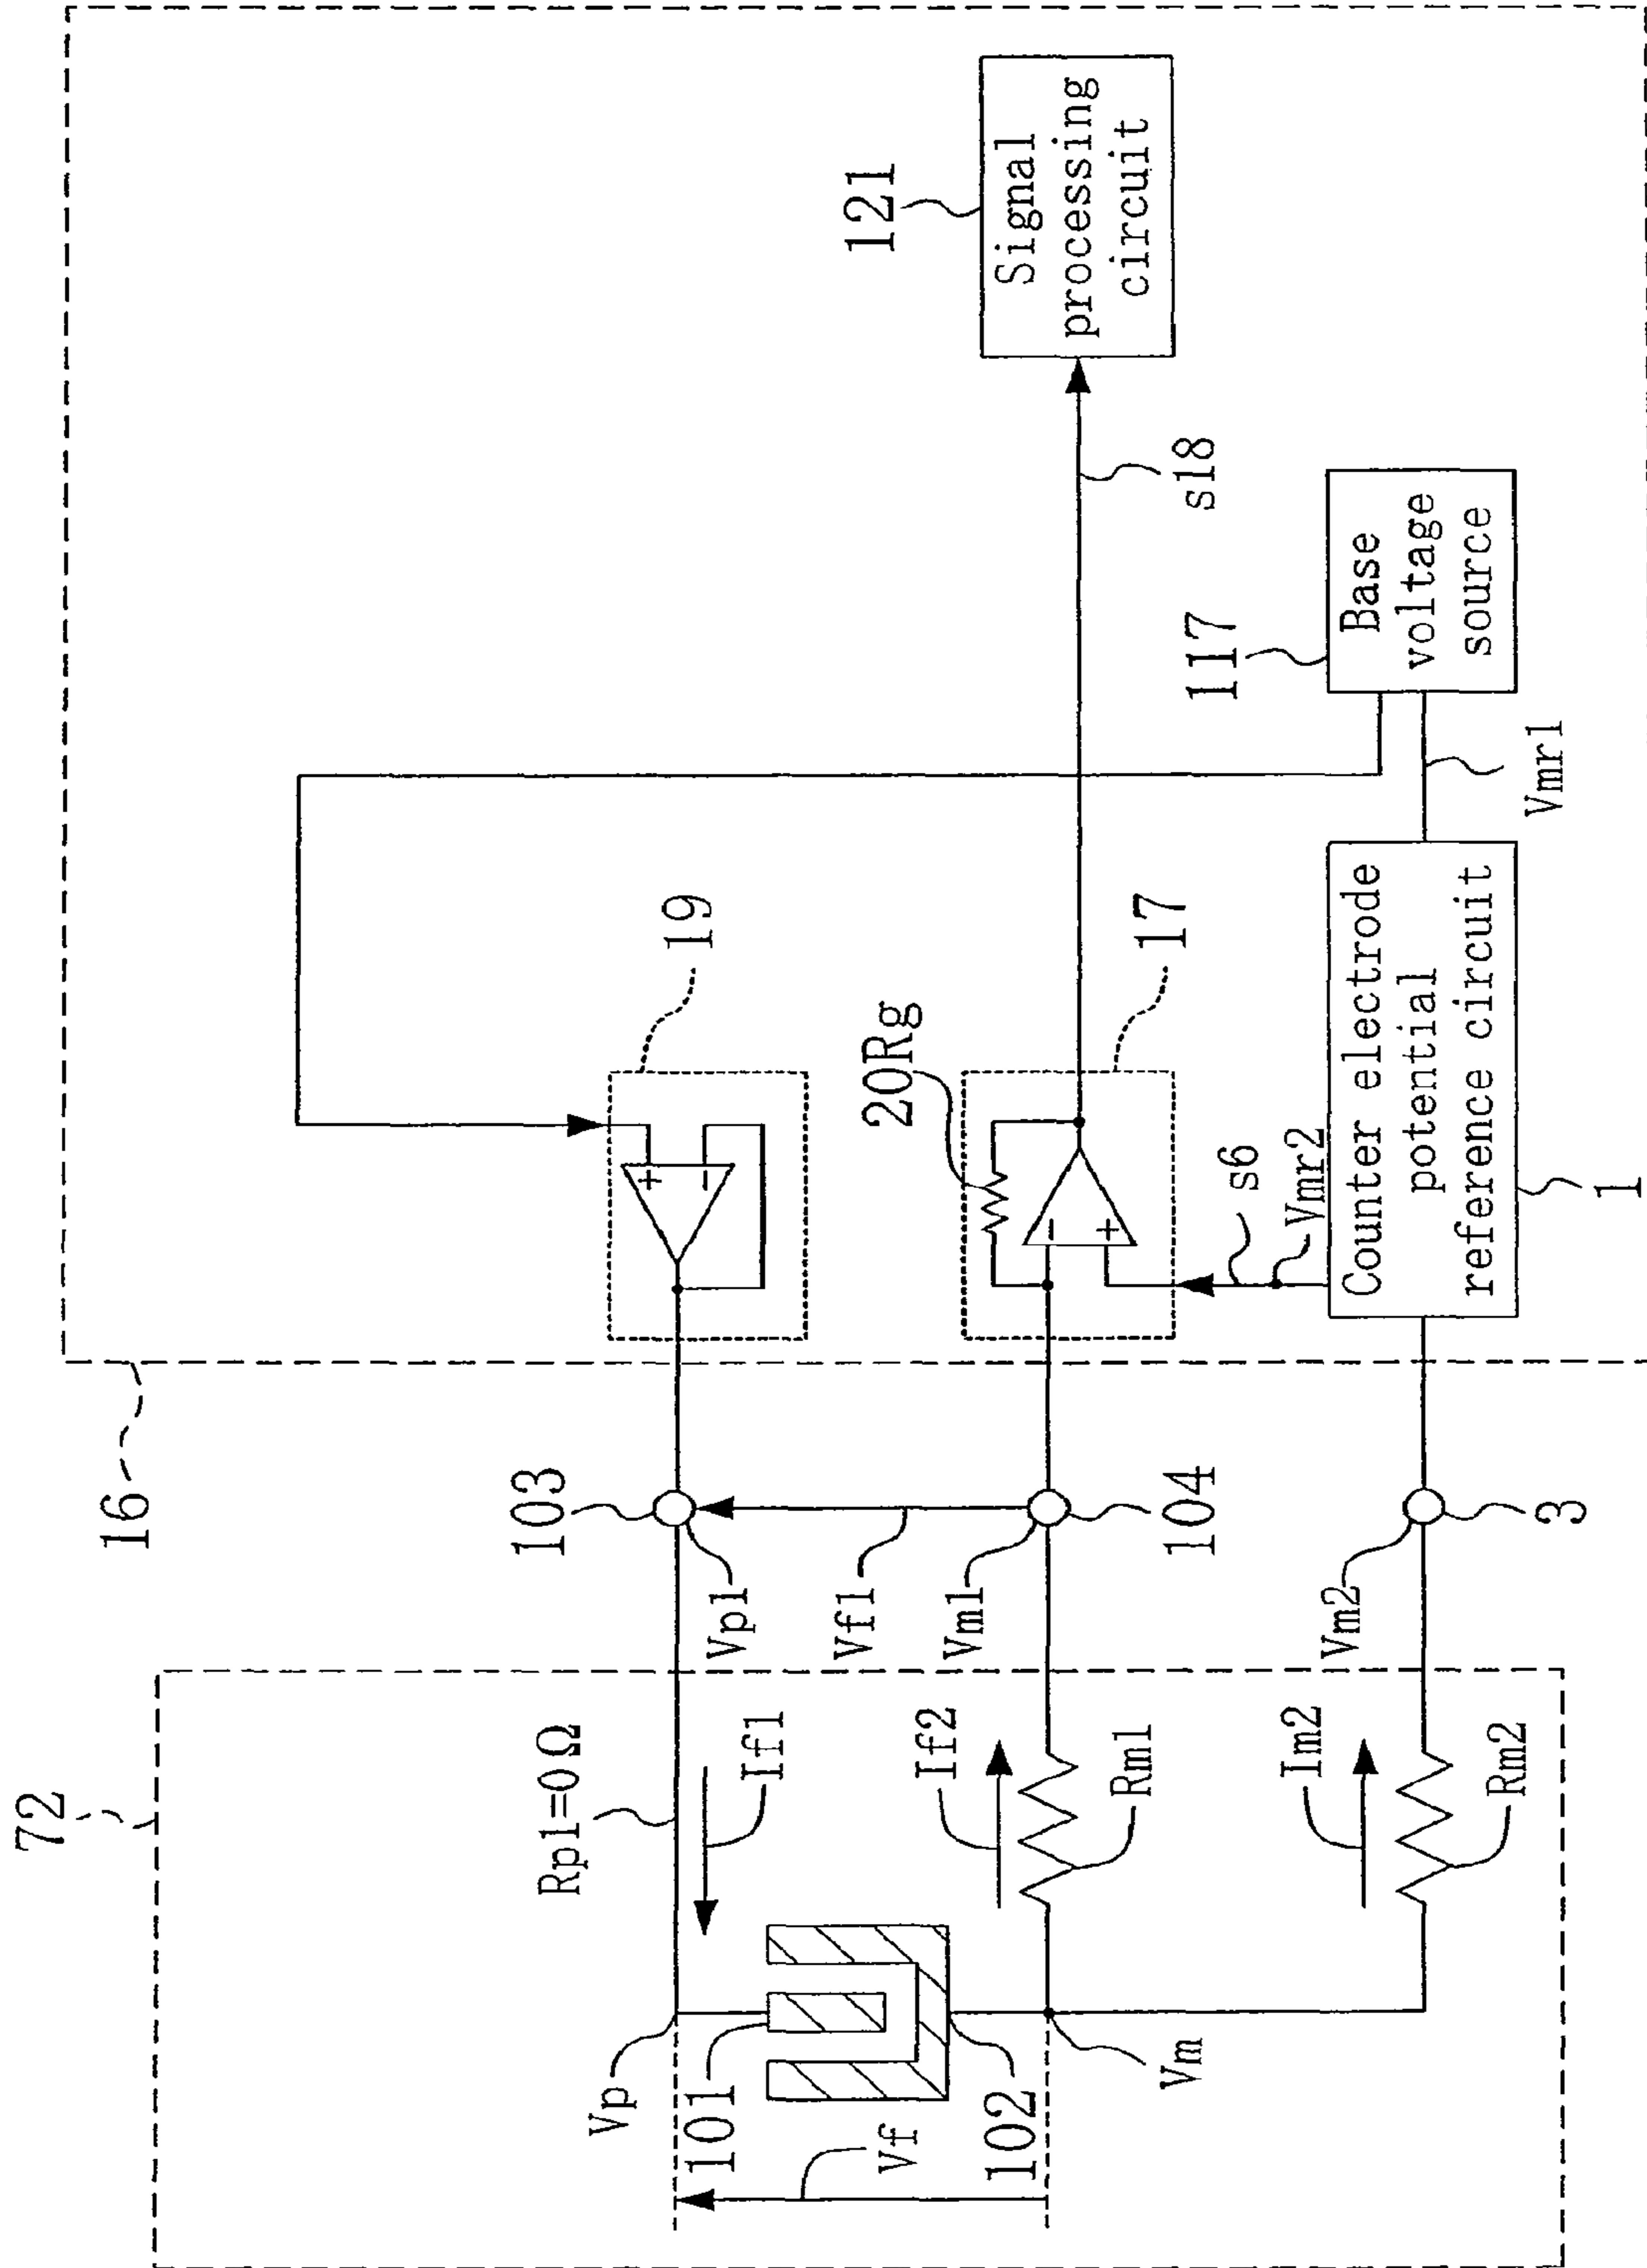 72
16
Vp
Rp1=0Ω
If1
101
Vf
102
Vm
If2
Rm1
Im2
Rm2
103
Vp1
Vf1
Vm1
104
Vm2
3
19
20Rg
17
s6
Vmr2
Counter electrode
potential
reference circuit
1
Vmr1
117
Base
voltage
source
s18
121
Signal
processing
circuit